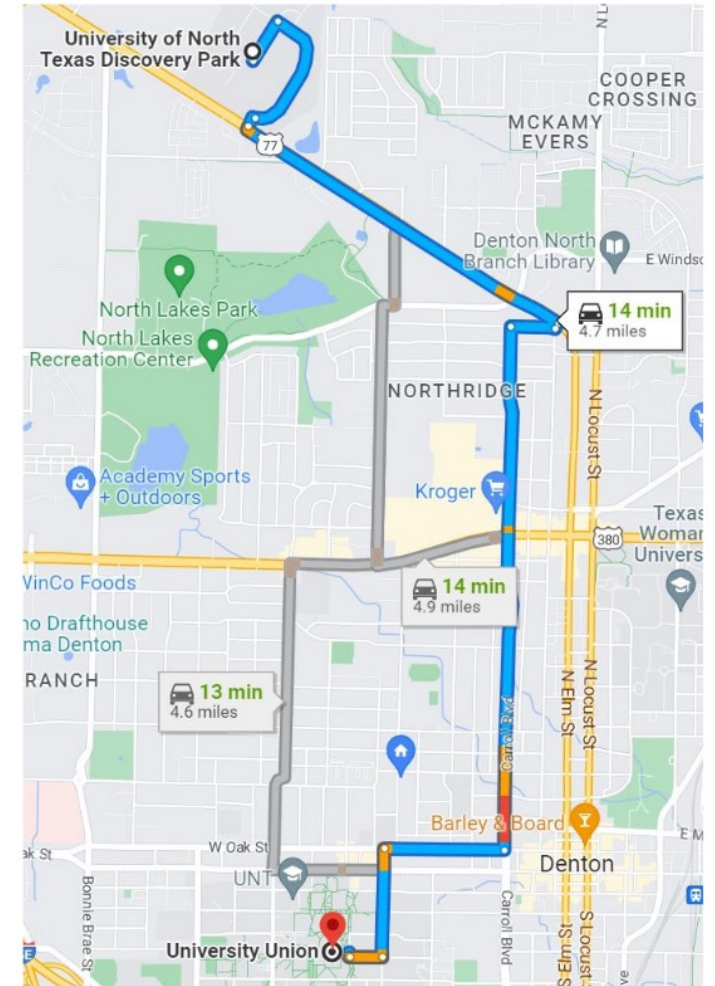 University of North
Texas Discovery Park
N L
COOPER
CROSSING
MCKAMY
EVERS
77
Denton North
Branch Library
E Windso
North Lakes Park
14 min
4.7 miles
North Lakes
Recreation Center
NORTHRIDGE
N Locust St
Academy Sports
+ Outdoors
Kroger
Texas
Woman
Univers
380
WinCo Foods
14 min
4.9 miles
mo Drafthouse
ma Denton
RANCH
13 min
4.6 miles
N Elm St
N Locust St
Carroll Blvd
Barley & Board
E M
W Oak St
ak St
Denton
UNT
Bonnie Brae St
Carroll Blvd
University Union
S Elm St
S Locust
ve
E